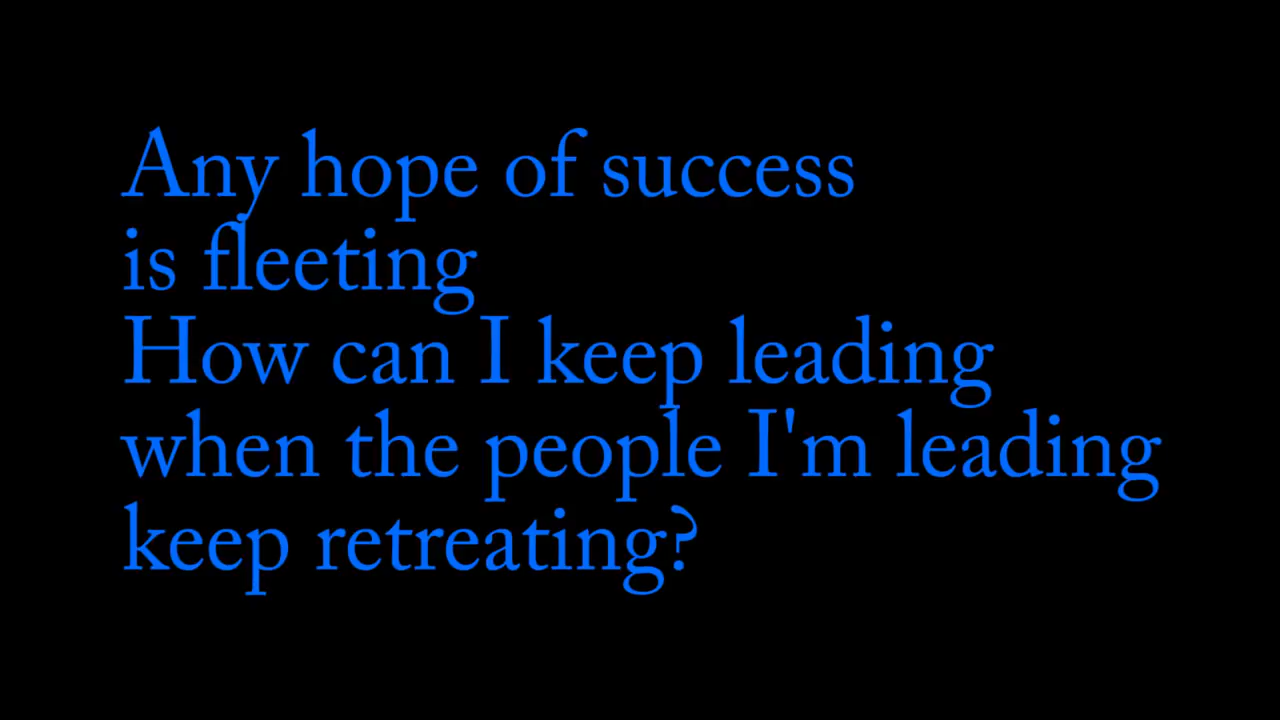 Any hope of success
is fleeting
How can I keep leading
when the people I'm leading
keep retreating?